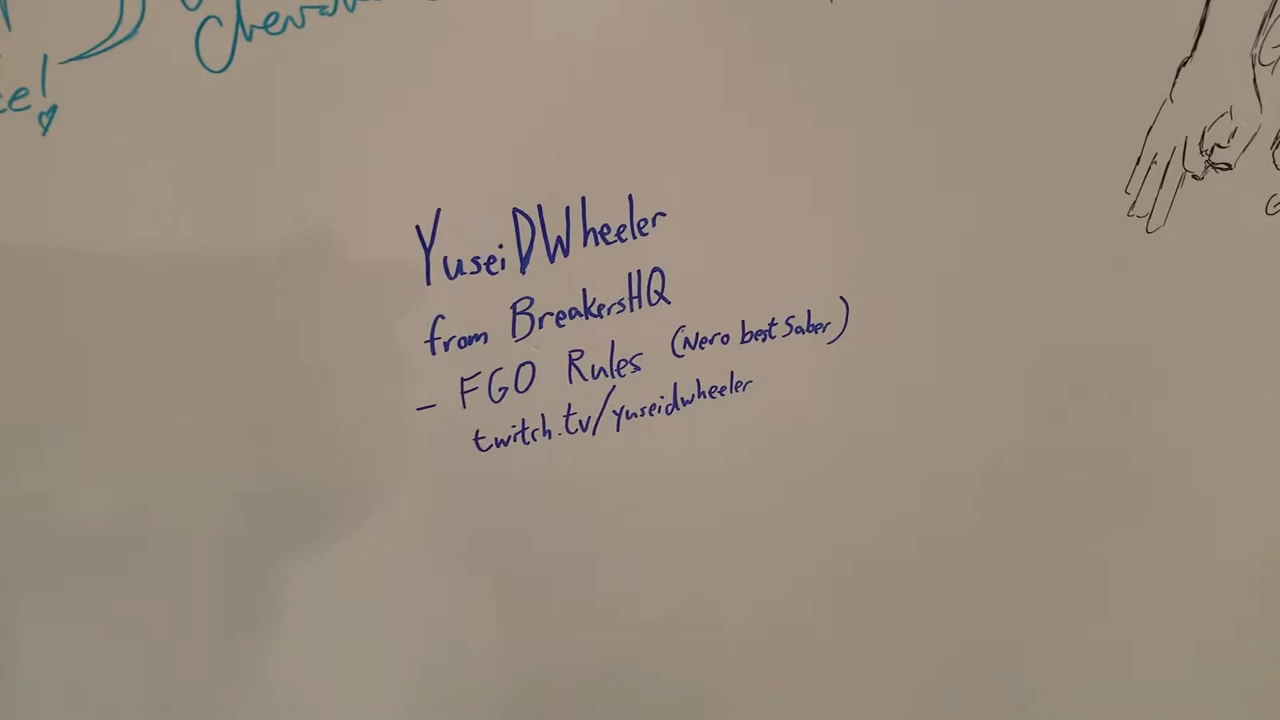 YuseiDWheeler
from BreakersHQ
- FGO Rules (Nero best Saber)
twitch.tv/yuseidwheeler